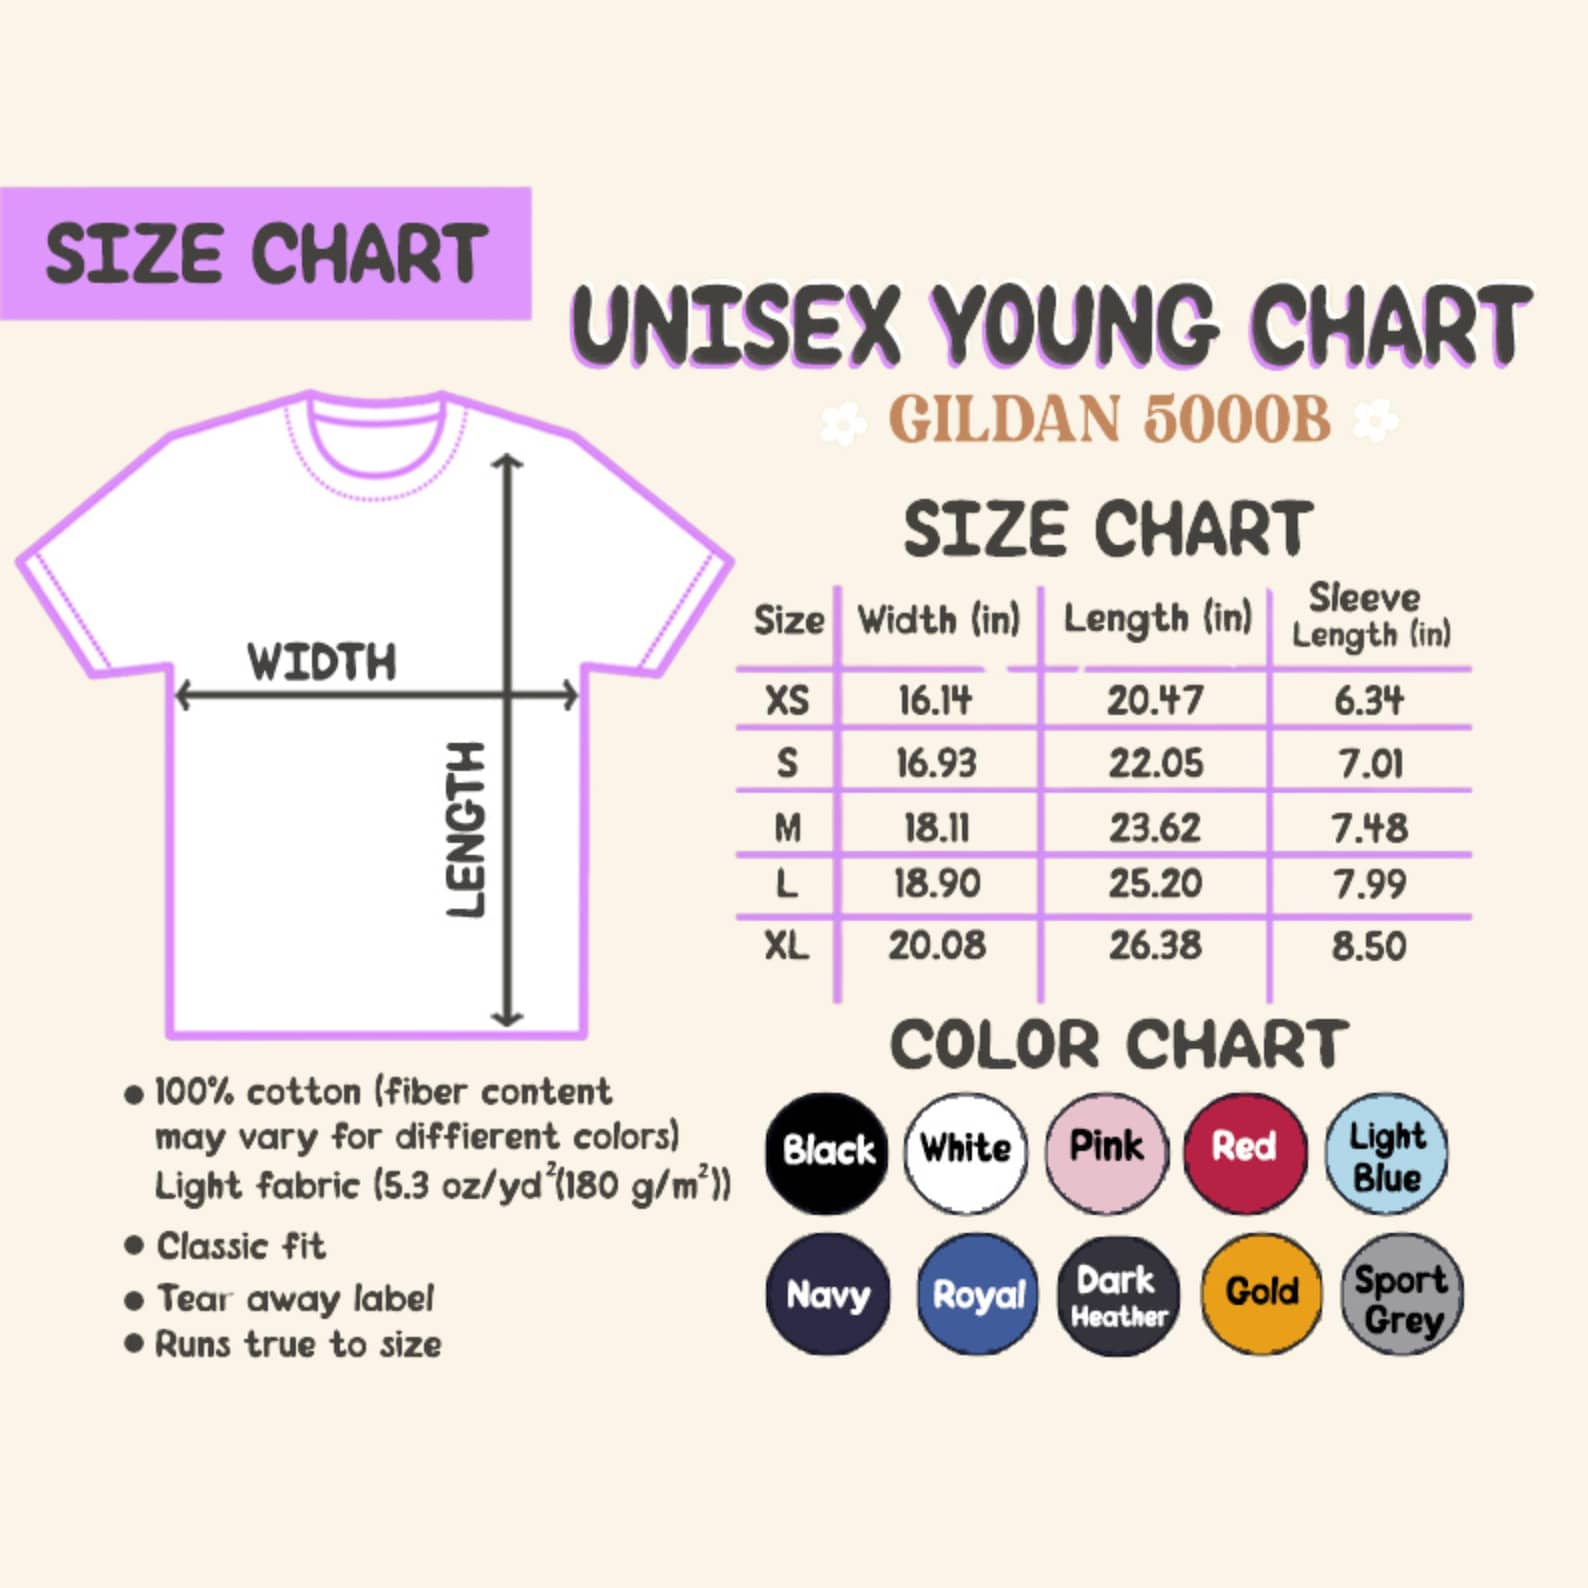 SIZE CHART
UNISEX YOUNG CHART
GILDAN 5000B
SIZE CHART
Size Width (in) Length (in) Sleeve Length (in)
XS 16.14 20.47 6.34
S 16.93 22.05 7.01
M 18.11 23.62 7.48
L 18.90 25.20 7.99
XL 20.08 26.38 8.50
WIDTH
LENGTH
• 100% cotton (fiber content
may vary for diffierent colors)
Light fabric (5.3 oz/yd²(180 g/m²))
• Classic fit
• Tear away label
• Runs true to size
COLOR CHART
Black White Pink Red Light Blue
Navy Royal Dark Heather Gold Sport Grey